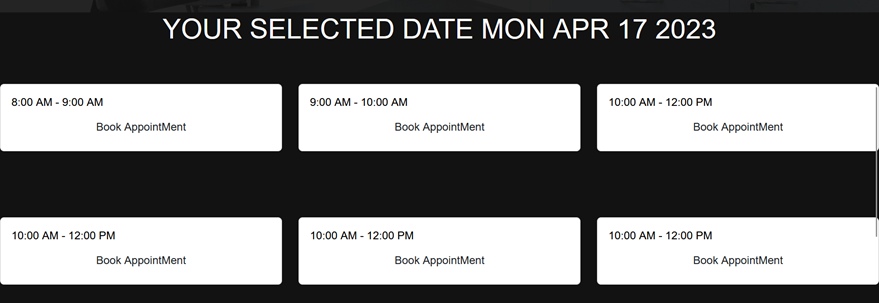 YOUR SELECTED DATE MON APR 17 2023
8:00 AM - 9:00 AM
Book AppointMent
9:00 AM - 10:00 AM
Book AppointMent
10:00 AM - 12:00 PM
Book AppointMent
10:00 AM - 12:00 PM
Book AppointMent
10:00 AM - 12:00 PM
Book AppointMent
10:00 AM - 12:00 PM
Book AppointMent